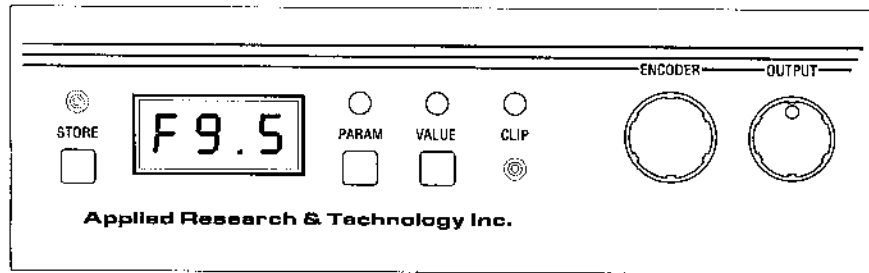 ENCODER OUTPUT
STORE F9.5 PARAM VALUE CLIP
Applied Research & Technology Inc.